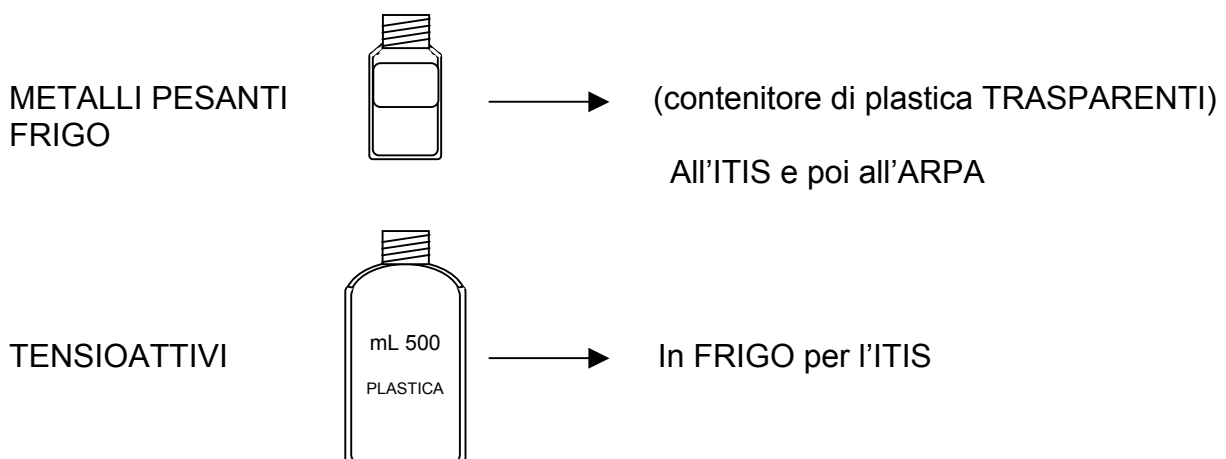 METALLI PESANTI
FRIGO
(contenitore di plastica TRASPARENTI)
All’ITIS e poi all’ARPA
TENSIOATTIVI
mL 500
PLASTICA
In FRIGO per l’ITIS